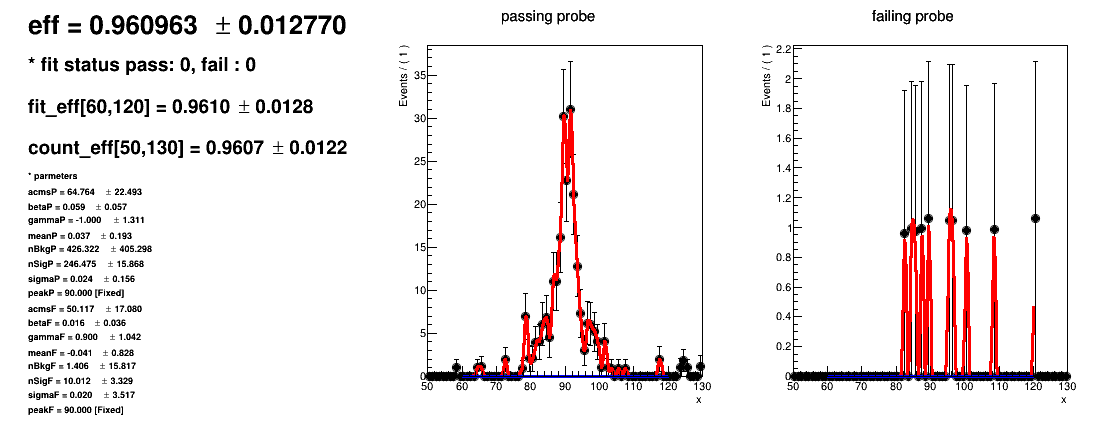 eff = 0.960963 ± 0.012770
* fit status pass: 0, fail : 0
fit_eff[60,120] = 0.9610 ± 0.0128
count_eff[50,130] = 0.9607 ± 0.0122
* parmeters
acmsP = 64.764 ± 22.493
betaP = 0.059 ± 0.057
gammaP = -1.000 ± 1.311
meanP = 0.037 ± 0.193
nBkgP = 426.322 ± 405.298
nSigP = 246.475 ± 15.868
sigmaP = 0.024 ± 0.156
peakP = 90.000 [Fixed]
acmsF = 50.117 ± 17.080
betaF = 0.016 ± 0.036
gammaF = 0.900 ± 1.042
meanF = -0.041 ± 0.828
nBkgF = 1.406 ± 15.817
nSigF = 10.012 ± 3.329
sigmaF = 0.020 ± 3.517
peakF = 90.000 [Fixed]
passing probe
Events / ( 1 )
35
30
25
20
15
10
5
0
50 60 70 80 90 100 110 120 130
x
failing probe
Events / ( 1 )
2.2
2
1.8
1.6
1.4
1.2
1
0.8
0.6
0.4
0.2
0
50 60 70 80 90 100 110 120 130
x